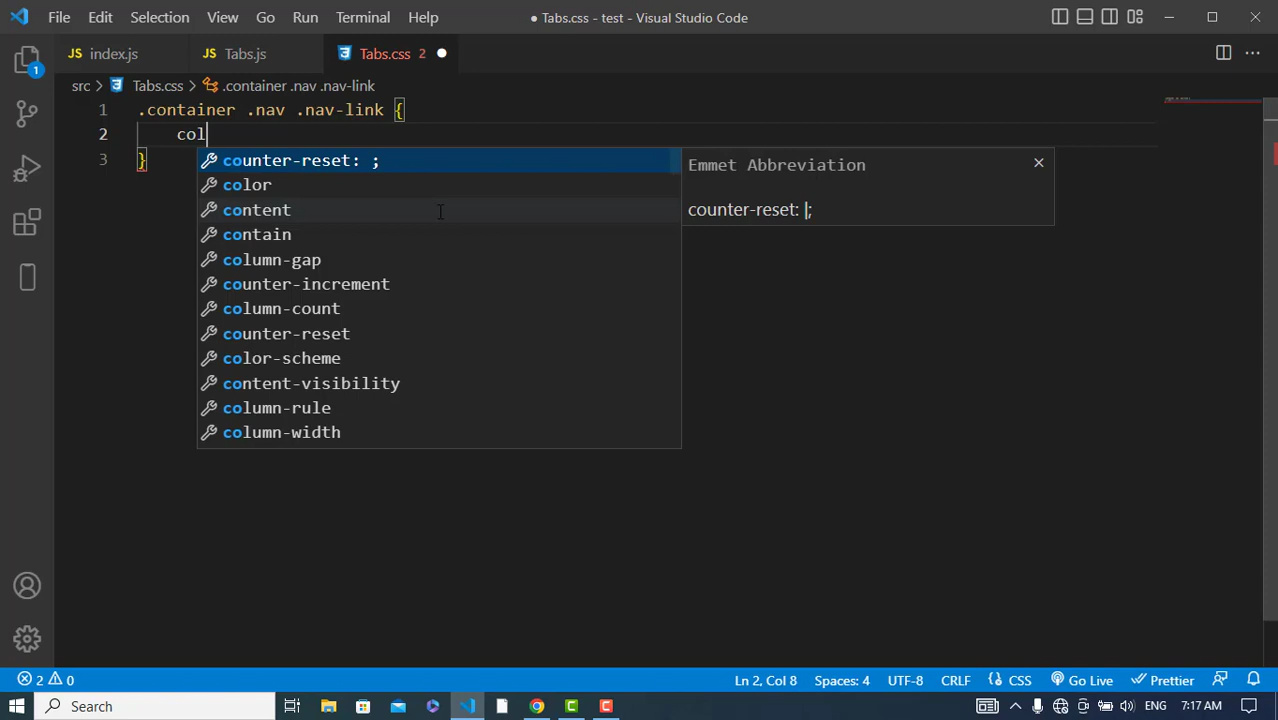 File Edit Selection View Go Run Terminal Help
● Tabs.css - test - Visual Studio Code
JS index.js JS Tabs.js Tabs.css 2
src > Tabs.css > .container .nav .nav-link
1 .container .nav .nav-link {
2 col
3 }
counter-reset: ;
color
content
contain
column-gap
counter-increment
column-count
counter-reset
color-scheme
content-visibility
column-rule
column-width
Emmet Abbreviation
counter-reset: |;
1
2 0
Ln 2, Col 8 Spaces: 4 UTF-8 CRLF CSS Go Live Prettier
Search
ENG 7:17 AM